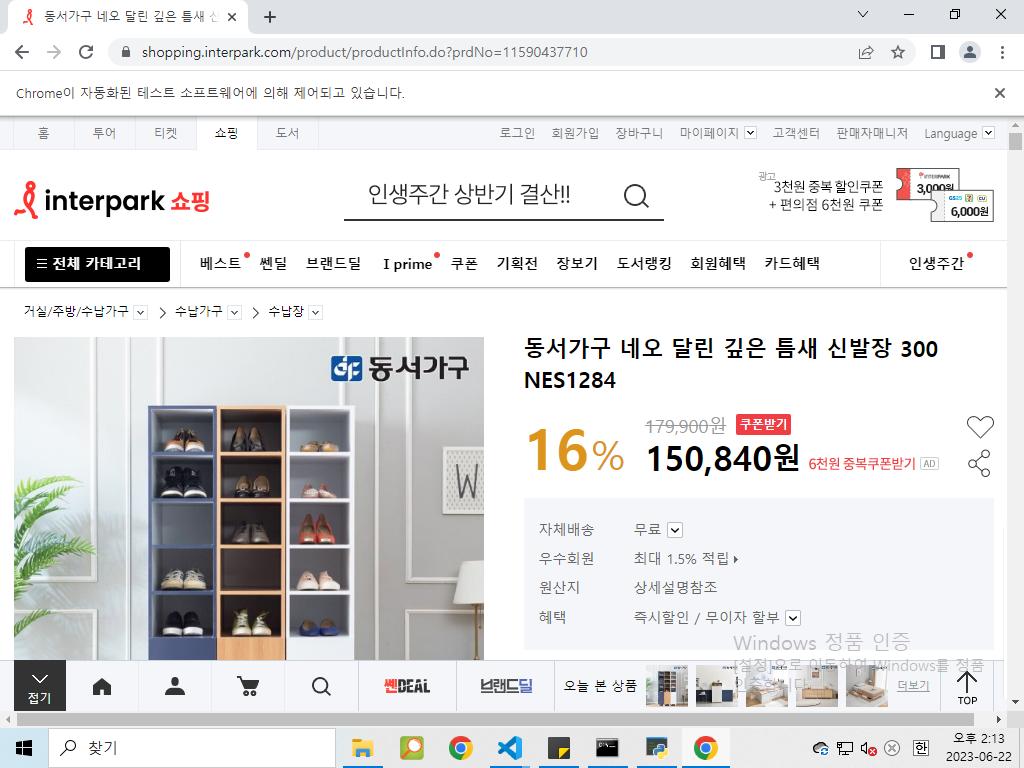 동서가구 네오 달린 깊은 틈새 신
shopping.interpark.com/product/productInfo.do?prdNo=11590437710
Chrome이 자동화된 테스트 소프트웨어에 의해 제어되고 있습니다.
홈 투어 티켓 쇼핑 도서 로그인 회원가입 장바구니 마이페이지 고객센터 판매자매니저 Language
interpark 쇼핑
인생주간 상반기 결산!!
광고
3천원 중복 할인쿠폰
+ 편의점 6천원 쿠폰
INTERPARK
3,000원
GS25 CU
6,000원
전체 카테고리 베스트 쎈딜 브랜드딜 I prime 쿠폰 기획전 장보기 도서랭킹 회원혜택 카드혜택 인생주간
거실/주방/수납가구 수납가구 수납장
동서가구
W
동서가구 네오 달린 깊은 틈새 신발장 300
NES1284
16% 179,900원 쿠폰받기
150,840원 6천원 중복쿠폰받기 AD
자체배송 무료
우수회원 최대 1.5% 적립
원산지 상세설명참조
혜택 즉시할인 / 무이자 할부
Windows 정품 인증
[설정]으로 이동하여 Windows를 정품
인증합니다.
접기 쎈DEAL 브랜드딜 오늘 본 상품 더보기 TOP
찾기
한
오후 2:13
2023-06-22